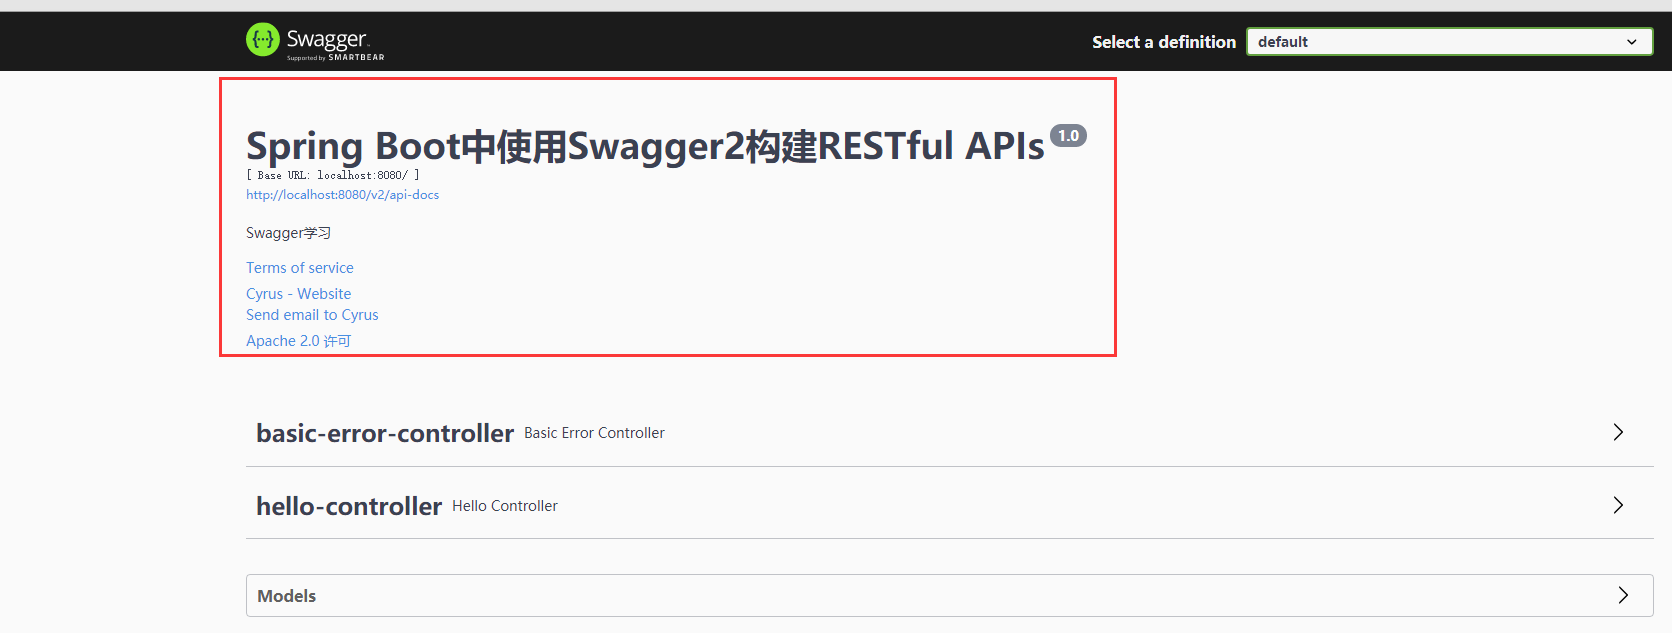 Swagger
Supported by SMARTBEAR
Select a definition
default
Spring Boot中使用Swagger2构建RESTful APIs 1.0
[ Base URL: localhost:8080/ ]
http://localhost:8080/v2/api-docs
Swagger学习
Terms of service
Cyrus - Website
Send email to Cyrus
Apache 2.0 许可
basic-error-controller Basic Error Controller
hello-controller Hello Controller
Models